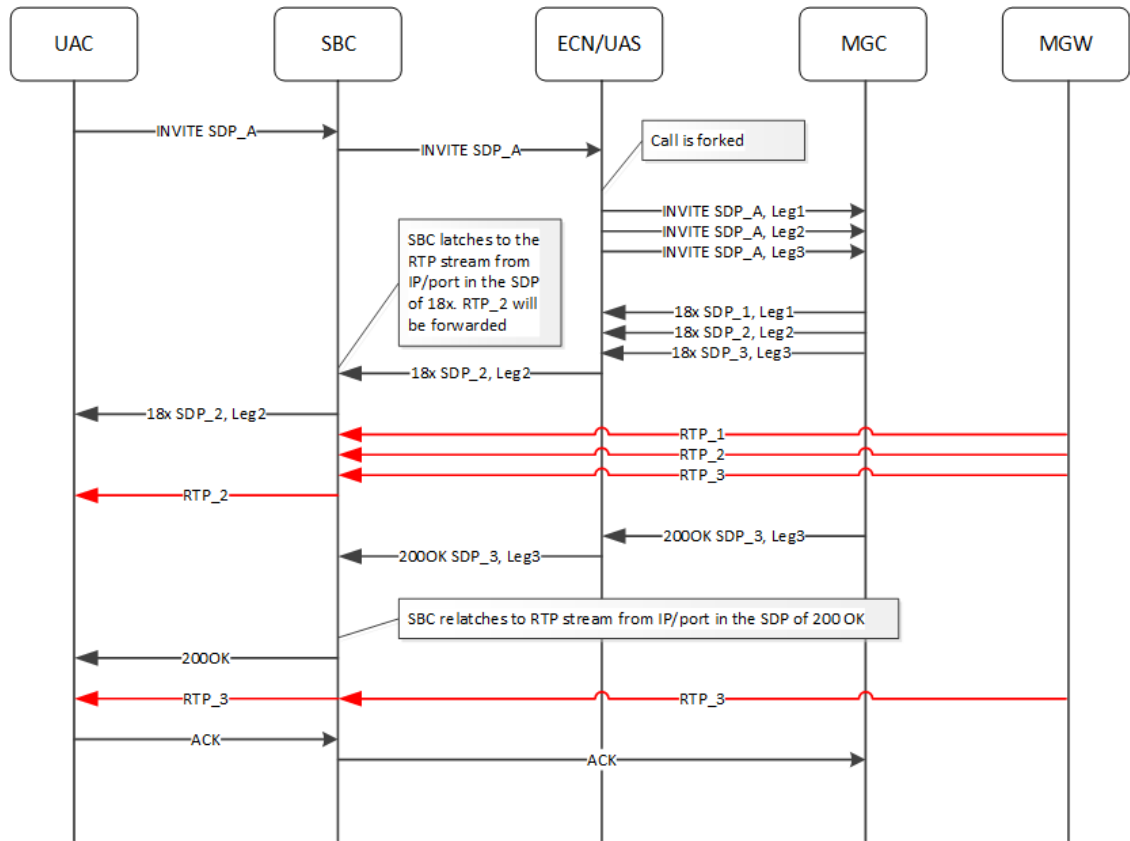 UAC
SBC
ECN/UAS
MGC
MGW
INVITE SDP_A
INVITE SDP_A
Call is forked
INVITE SDP_A, Leg1
INVITE SDP_A, Leg2
INVITE SDP_A, Leg3
SBC latches to the
RTP stream from
IP/port in the SDP
of 18x. RTP_2 will
be forwarded
18x SDP_1, Leg1
18x SDP_2, Leg2
18x SDP_3, Leg3
18x SDP_2, Leg2
18x SDP_2, Leg2
RTP_1
RTP_2
RTP_3
RTP_2
200OK SDP_3, Leg3
200OK SDP_3, Leg3
SBC relatches to RTP stream from IP/port in the SDP of 200 OK
200OK
RTP_3
RTP_3
ACK
ACK